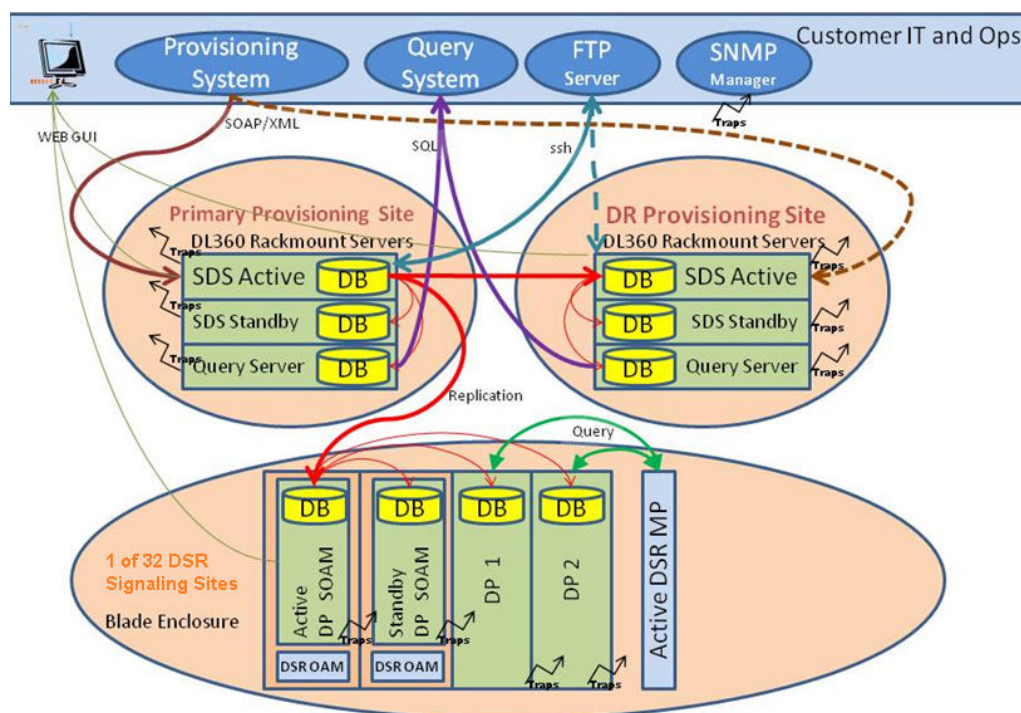 Customer IT and Ops
Provisioning
System
Query
System
FTP
Server
SNMP
Manager
Traps
WEB GUI
SOAP/XML
SQL
ssh
Primary Provisioning Site
DL360 Rackmount Servers
Traps
SDS Active
DB
Traps
SDS Standby
DB
Traps
Query Server
DB
DR Provisioning Site
DL360 Rackmount Servers
Traps
DB
SDS Active
DB
SDS Standby
Traps
DB
Query Server
Traps
Replication
Query
1 of 32 DSR
Signaling Sites
Blade Enclosure
DB
Active
DP SOAM
Traps
DSR OAM
DB
Standby
DP SOAM
Traps
DSR OAM
DB
DP 1
Traps
DB
DP 2
Traps
Active DSR MP